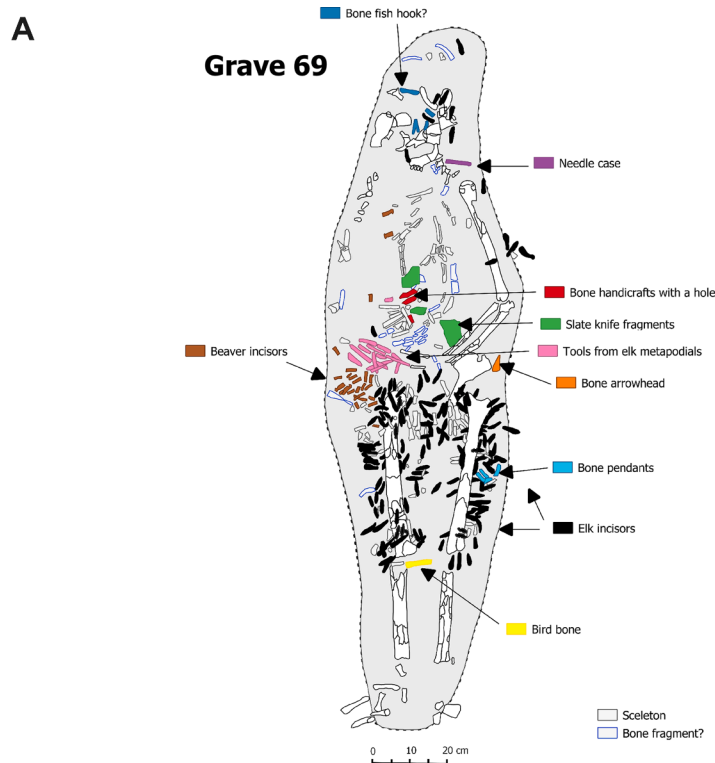 A
Bone fish hook?
Grave 69
Needle case
Bone handicrafts with a hole
Slate knife fragments
Beaver incisors
Tools from elk metapodials
Bone arrowhead
Bone pendants
Elk incisors
Bird bone
Sceleton
Bone fragment?
0 10 20 cm